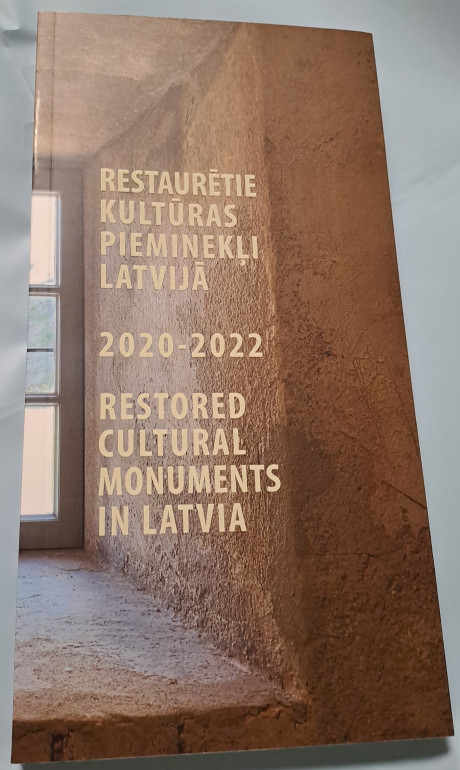 RESTAURĒTIE
KULTŪRAS
PIEMINEKĻI
LATVIJĀ
2020-2022
RESTORED
CULTURAL
MONUMENTS
IN LATVIA